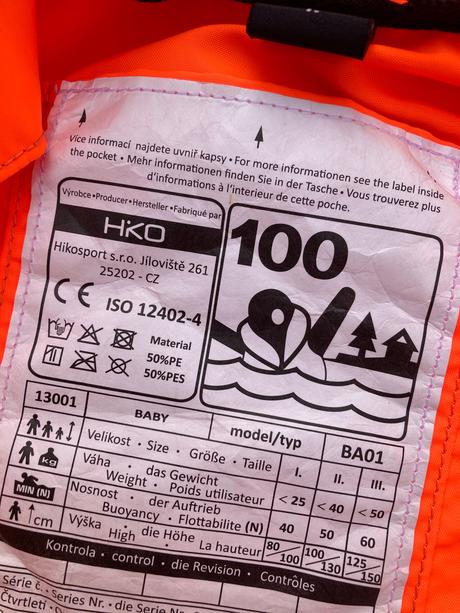 Více informací najdete uvnitř kapsy • For more informationen see the label inside
the pocket • Mehr informationen finden Sie in der Tasche • Vous trouverez plus
d'informations à l'interieur de cette poche.
Výrobce•Producer•Hersteller•Fabriqué par
HIKO
Hikosport s.r.o. Jíloviště 261
25202 - CZ
CE ISO 12402-4
Material
50%PE
50%PES
100
13001 BABY model/typ BA01
Velikost · Size · Größe · Taille I. II. III.
kg Váha · das Gewicht
Weight · Poids utilisateur < 25 < 40 < 50
MIN (N) Nosnost · der Auftrieb
Buoyancy · Flottabilite (N) 40 50 60
cm Výška · die Höhe
High · La hauteur 80/100 100/130 125/150
Kontrola · control · die Revision · Contrôles
Série č. · Series Nr. · die Serie
Čtvrtlet